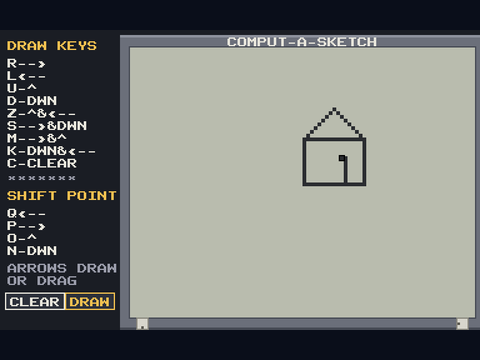 COMPUT-A-SKETCH
DRAW KEYS
R-->
L<--
U-^
D-DWN
Z-^&<--
S-->&DWN
M-->&^
K-DWN&<--
C-CLEAR
*******
SHIFT POINT
Q<--
P-->
O-^
N-DWN
ARROWS DRAW
OR DRAG
CLEAR DRAW